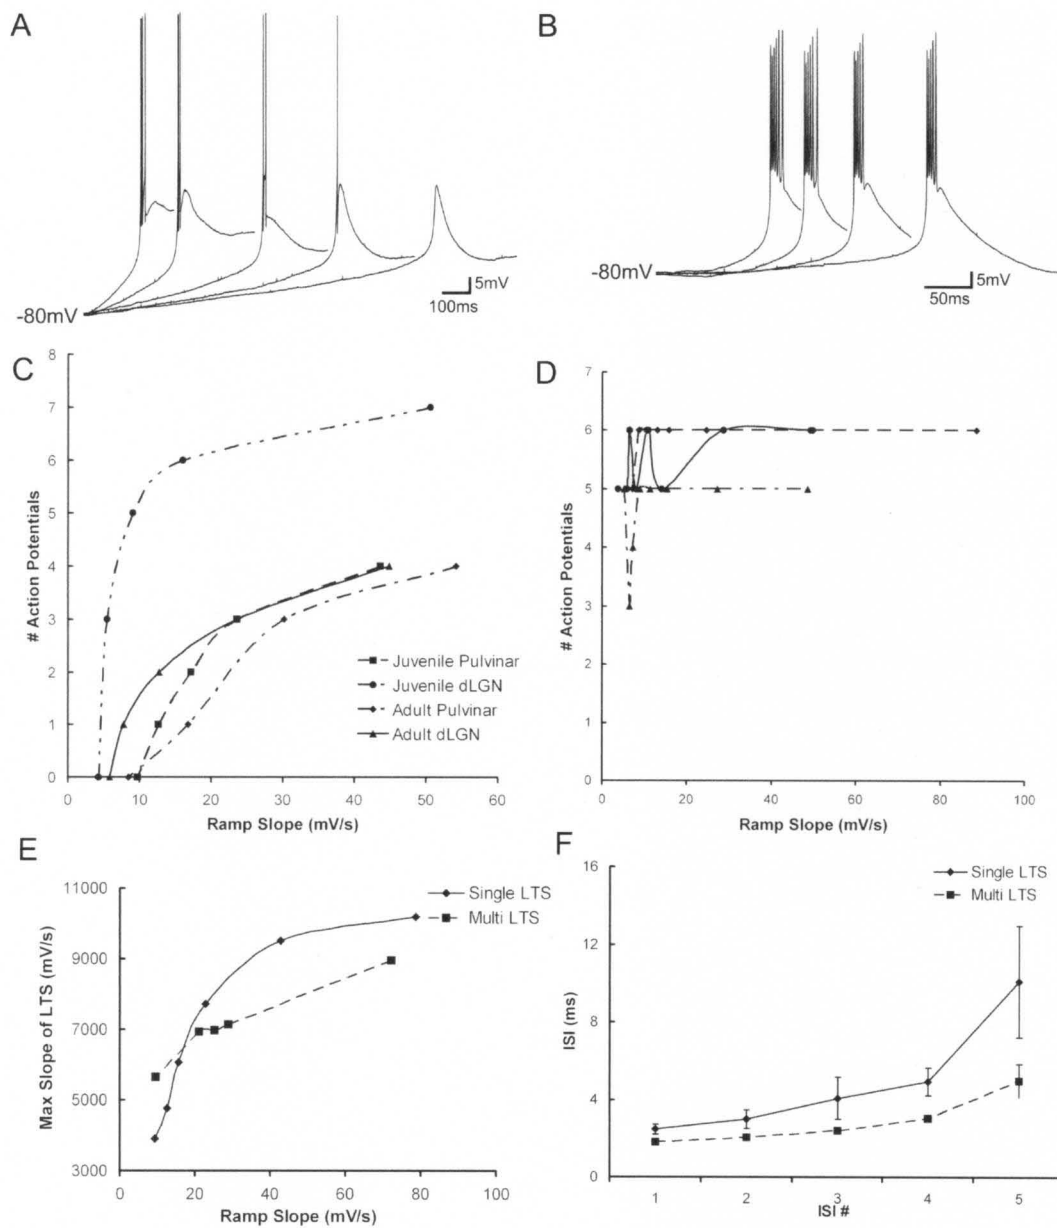 A
B
-80mV
5mV
100ms
-80mV
5mV
50ms
C
8
7
6
5
4
3
2
1
0
# Action Potentials
0 10 20 30 40 50 60
Ramp Slope (mV/s)
Juvenile Pulvinar
Juvenile dLGN
Adult Pulvinar
Adult dLGN
D
7
6
5
4
3
2
1
0
# Action Potentials
0 20 40 60 80 100
Ramp Slope (mV/s)
E
11000
9000
7000
5000
3000
Max Slope of LTS (mV/s)
0 20 40 60 80 100
Ramp Slope (mV/s)
Single LTS
Multi LTS
F
16
12
8
4
0
ISI (ms)
1 2 3 4 5
ISI #
Single LTS
Multi LTS